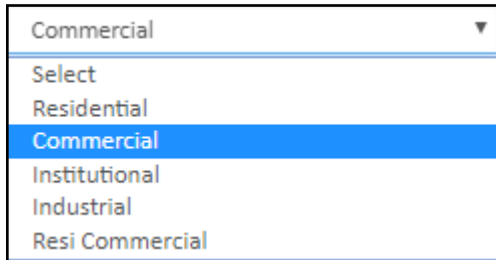 Commercial
Select
Residential
Commercial
Institutional
Industrial
Resi Commercial